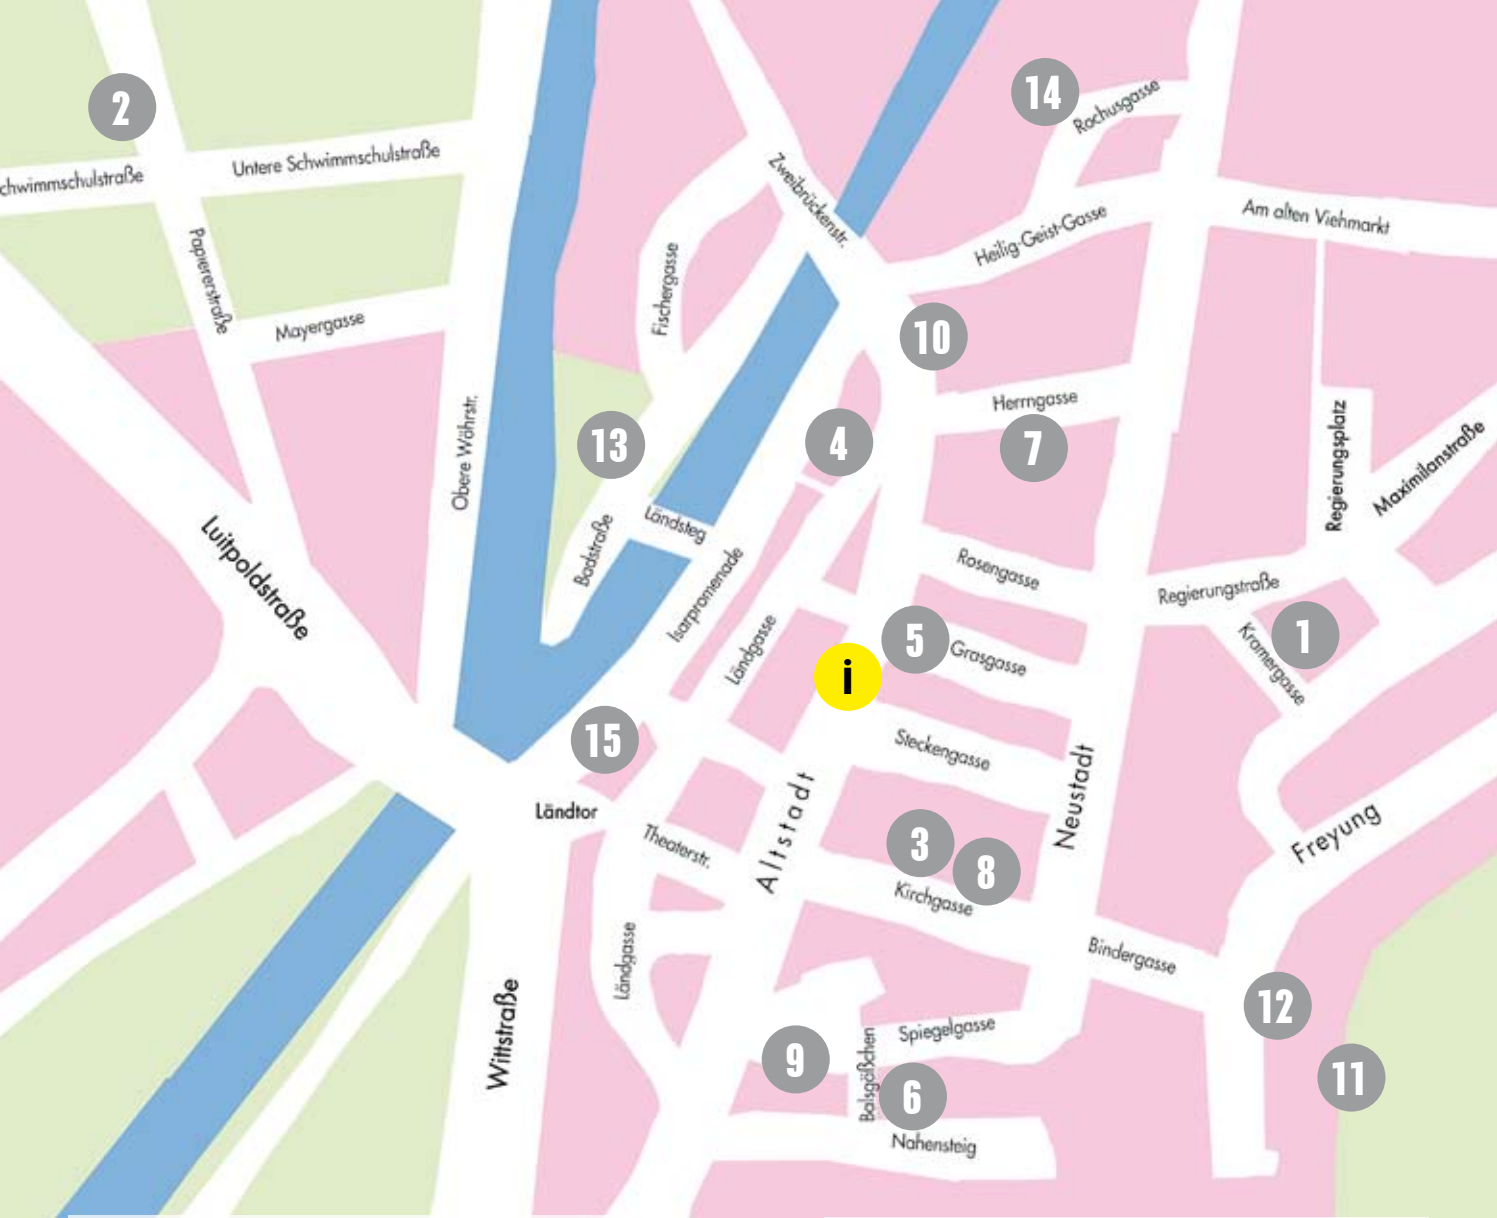 14
Rochusgasse
2
Untere Schwimmschulstraße
chwimmschulstraße
Zweibrückenstr.
Am alten Viehmarkt
Heilig-Geist-Gasse
Papiererstraße
Fischergasse
Mayergasse
10
Herrngasse
Obere Wöhrstr.
13
4
7
Regierungsplatz
Maximilanstraße
Ländsteg
Badstraße
Luitpoldstraße
Isarpromenade
Rosengasse
Regierungstraße
5
1
Grasgasse
Ländgasse
Kramergasse
i
15
Steckengasse
Neustadt
Ländtor
Altstadt
Theaterstr.
3
8
Freyung
Kirchgasse
Bindergasse
Ländgasse
12
Wittstraße
Spiegelgasse
9
Balsgäßchen
6
11
Nahensteig